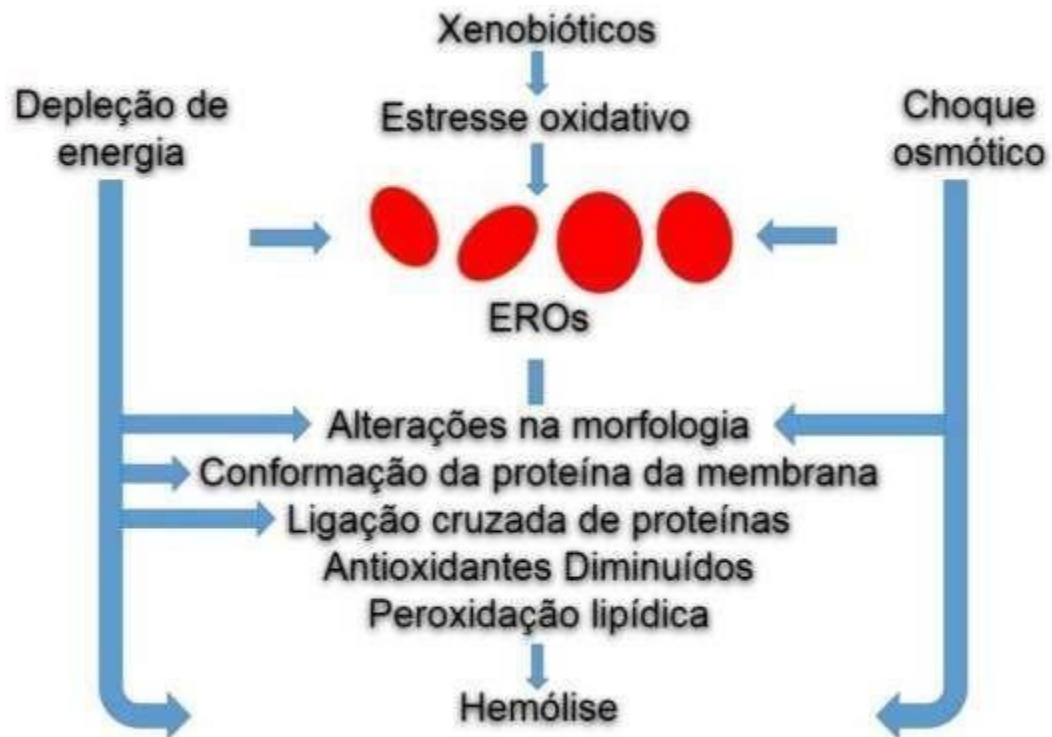 Xenobióticos
Depleção de
energia
Estresse oxidativo
Choque
osmótico
EROs
Alterações na morfologia
Conformação da proteína da membrana
Ligação cruzada de proteínas
Antioxidantes Diminuídos
Peroxidação lipídica
Hemólise